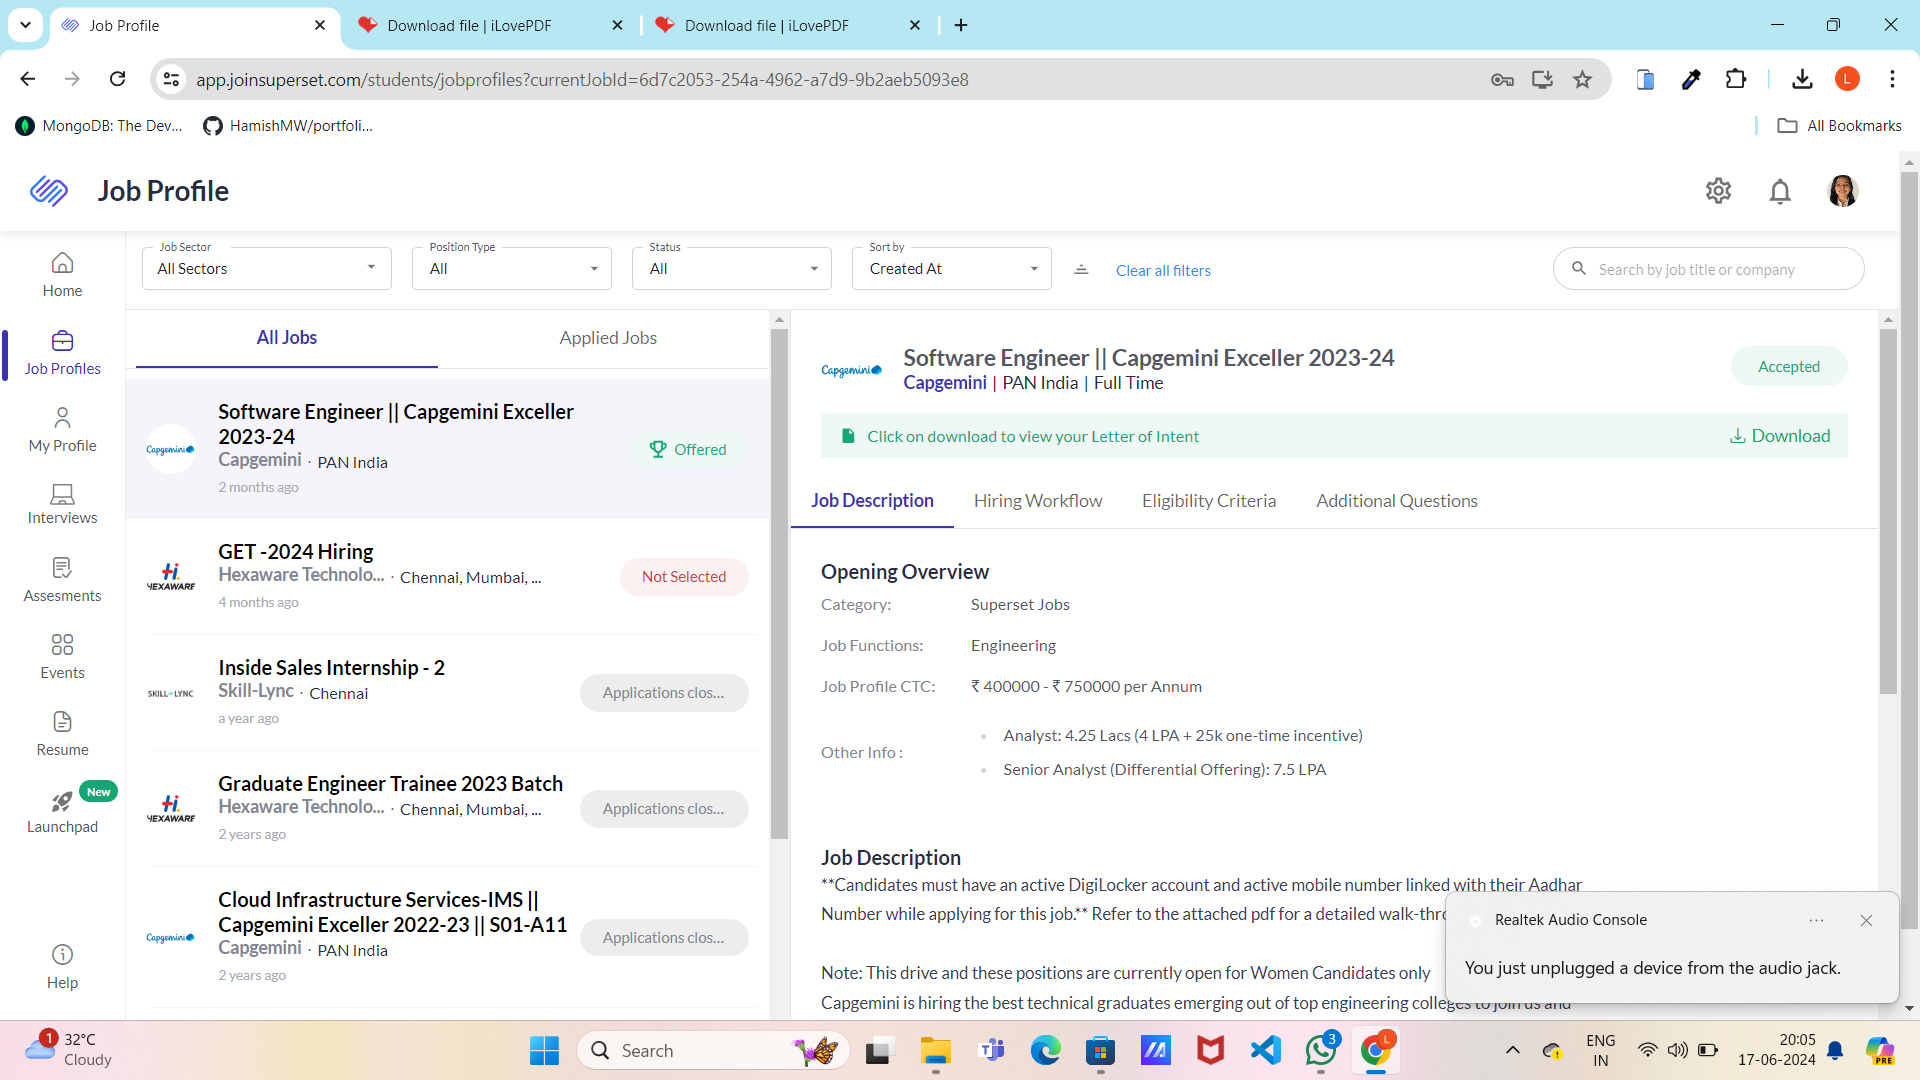 Job Profile
Download file | iLovePDF
Download file | iLovePDF
app.joinsuperset.com/students/jobprofiles?currentJobId=6d7c2053-254a-4962-a7d9-9b2aeb5093e8
L
MongoDB: The Dev...
HamishMW/portfoli...
All Bookmarks
Job Profile
Job Sector
All Sectors
Position Type
All
Status
All
Sort by
Created At
Clear all filters
Search by job title or company
Home
Job Profiles
My Profile
Interviews
Assesments
Events
Resume
New
Launchpad
Help
All Jobs
Applied Jobs
Capgemini
Software Engineer || Capgemini Exceller
2023-24
Capgemini · PAN India
2 months ago
Offered
HEXAWARE
GET -2024 Hiring
Hexaware Technolo... · Chennai, Mumbai, ...
4 months ago
Not Selected
SKILL-LYNC
Inside Sales Internship - 2
Skill-Lync · Chennai
a year ago
Applications clos...
HEXAWARE
Graduate Engineer Trainee 2023 Batch
Hexaware Technolo... · Chennai, Mumbai, ...
2 years ago
Applications clos...
Capgemini
Cloud Infrastructure Services-IMS ||
Capgemini Exceller 2022-23 || S01-A11
Capgemini · PAN India
2 years ago
Applications clos...
Capgemini
Software Engineer || Capgemini Exceller 2023-24
Capgemini | PAN India | Full Time
Accepted
Click on download to view your Letter of Intent
Download
Job Description
Hiring Workflow
Eligibility Criteria
Additional Questions
Opening Overview
Category: Superset Jobs
Job Functions: Engineering
Job Profile CTC: ₹ 400000 - ₹ 750000 per Annum
Other Info :
Analyst: 4.25 Lacs (4 LPA + 25k one-time incentive)
Senior Analyst (Differential Offering): 7.5 LPA
Job Description
**Candidates must have an active DigiLocker account and active mobile number linked with their Aadhar
Number while applying for this job.** Refer to the attached pdf for a detailed
Note: This drive and these positions are currently open for Women Candidates only
Capgemini is hiring the best technical graduates emerging out of top engineering colleges to join us and
Realtek Audio Console
You just unplugged a device from the audio jack.
1
32°C
Cloudy
Search
3
L
ENG
IN
20:05
17-06-2024
PRE